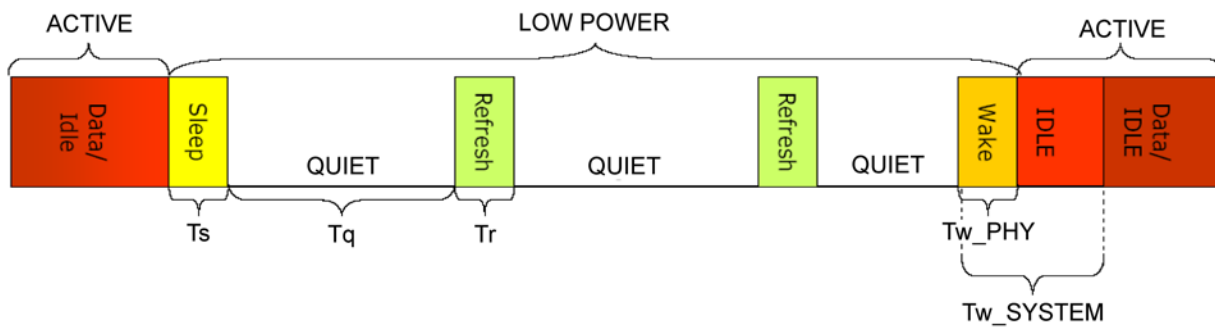 ACTIVE
LOW POWER
ACTIVE
Data/
Idle
Sleep
QUIET
Refresh
QUIET
Refresh
QUIET
Wake
IDLE
Data/
IDLE
Ts
Tq
Tr
Tw_PHY
Tw_SYSTEM